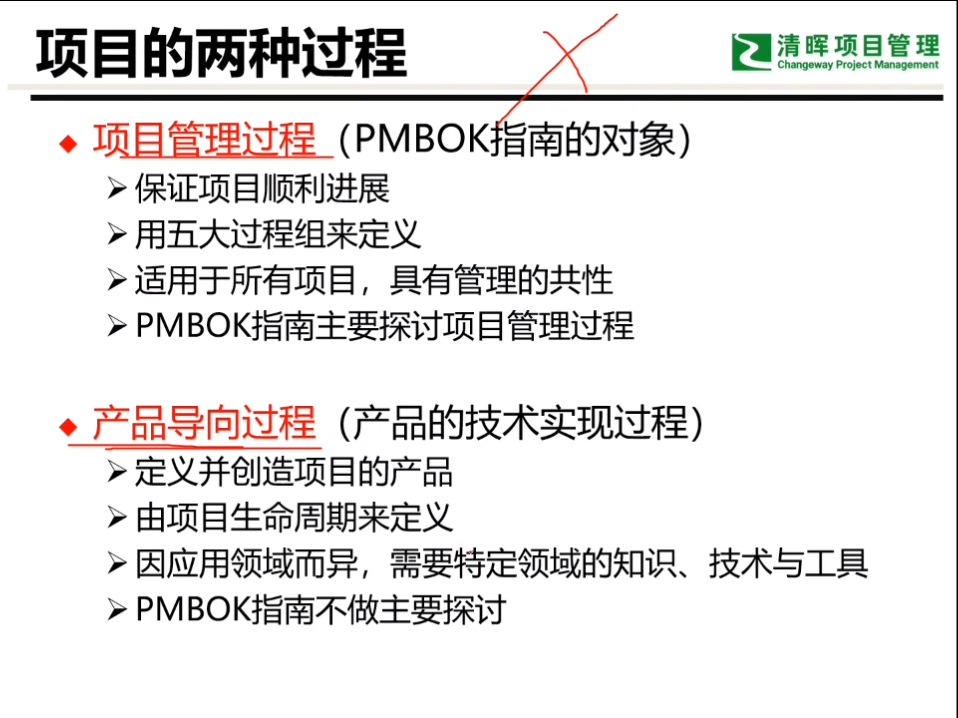 项目的两种过程
清晖项目管理
Changeway Project Management
项目管理过程（PMBOK指南的对象）
保证项目顺利进展
用五大过程组来定义
适用于所有项目，具有管理的共性
PMBOK指南主要探讨项目管理过程
产品导向过程（产品的技术实现过程）
定义并创造项目的产品
由项目生命周期来定义
因应用领域而异，需要特定领域的知识、技术与工具
PMBOK指南不做主要探讨